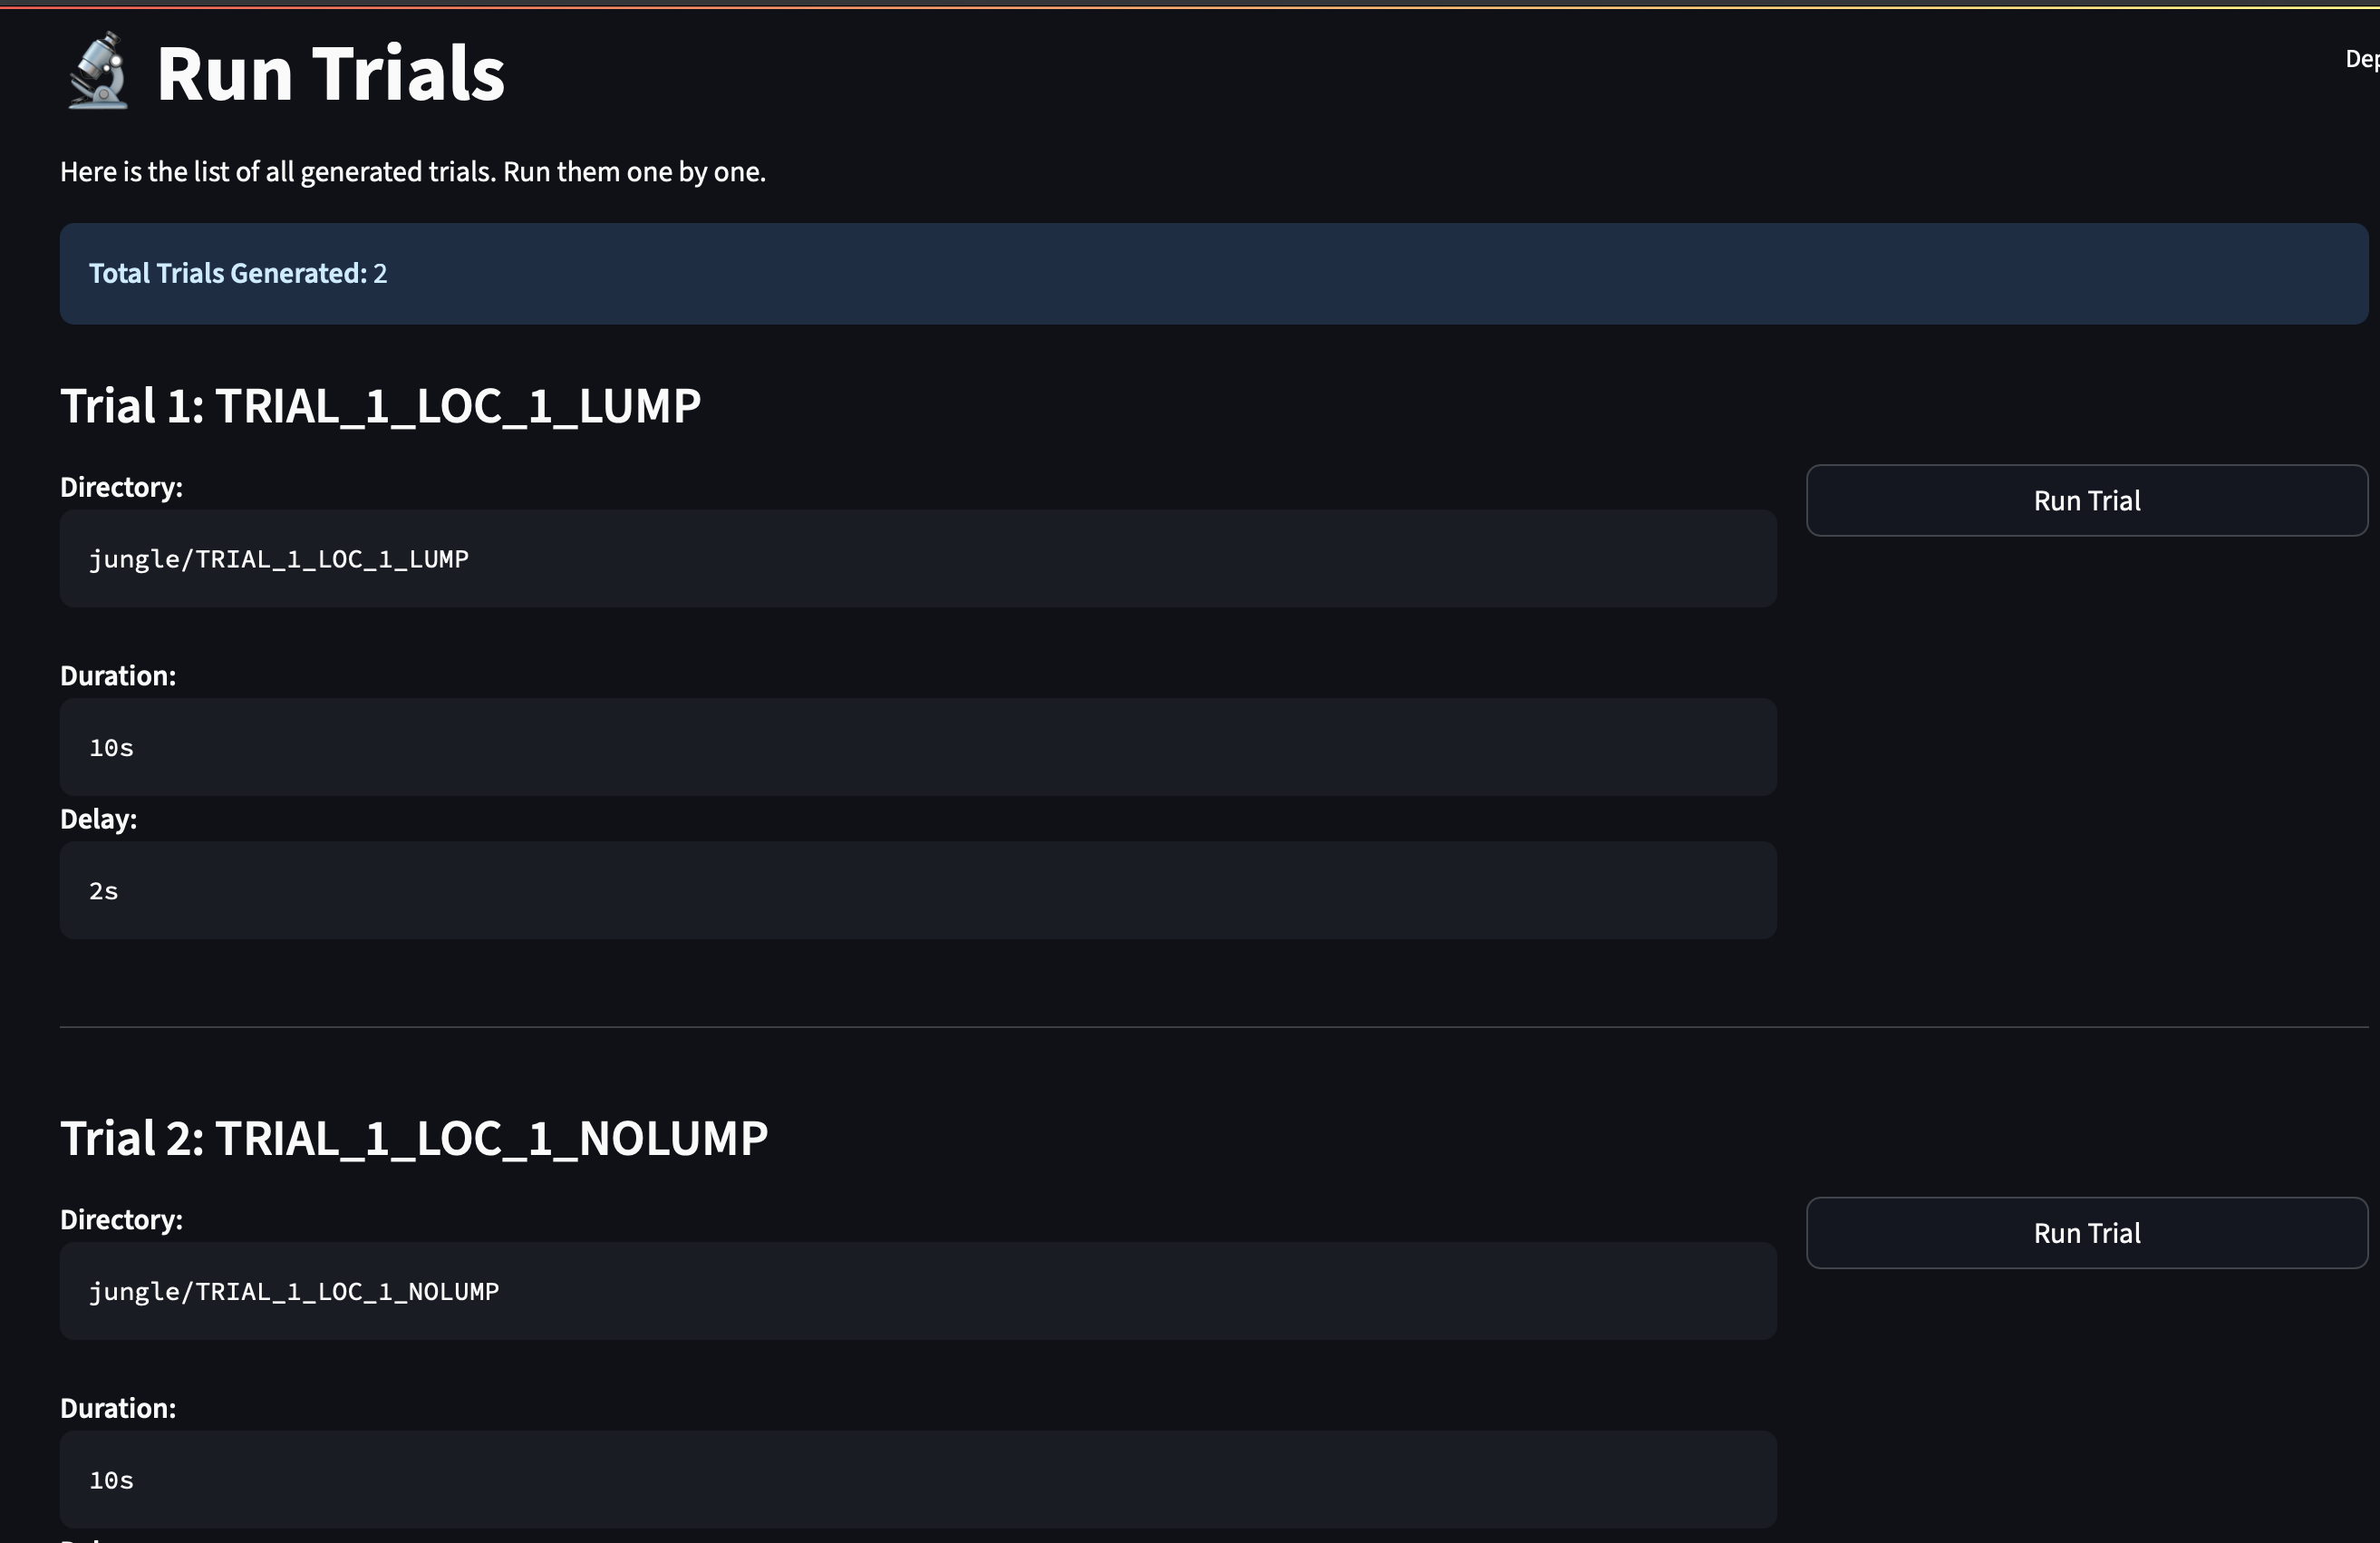 Run Trials
Dep
Here is the list of all generated trials. Run them one by one.
Total Trials Generated: 2
Trial 1: TRIAL_1_LOC_1_LUMP
Directory:
Run Trial
jungle/TRIAL_1_LOC_1_LUMP
Duration:
10s
Delay:
2s
Trial 2: TRIAL_1_LOC_1_NOLUMP
Directory:
Run Trial
jungle/TRIAL_1_LOC_1_NOLUMP
Duration:
10s